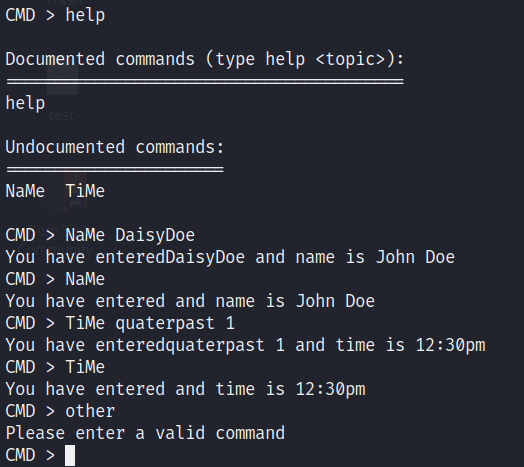 CMD > help
Documented commands (type help <topic>):
========================================
help
Undocumented commands:
======================
NaMe  TiMe
CMD > NaMe DaisyDoe
You have enteredDaisyDoe and name is John Doe
CMD > NaMe
You have entered and name is John Doe
CMD > TiMe quaterpast 1
You have enteredquaterpast 1 and time is 12:30pm
CMD > TiMe
You have entered and time is 12:30pm
CMD > other
Please enter a valid command
CMD >
test